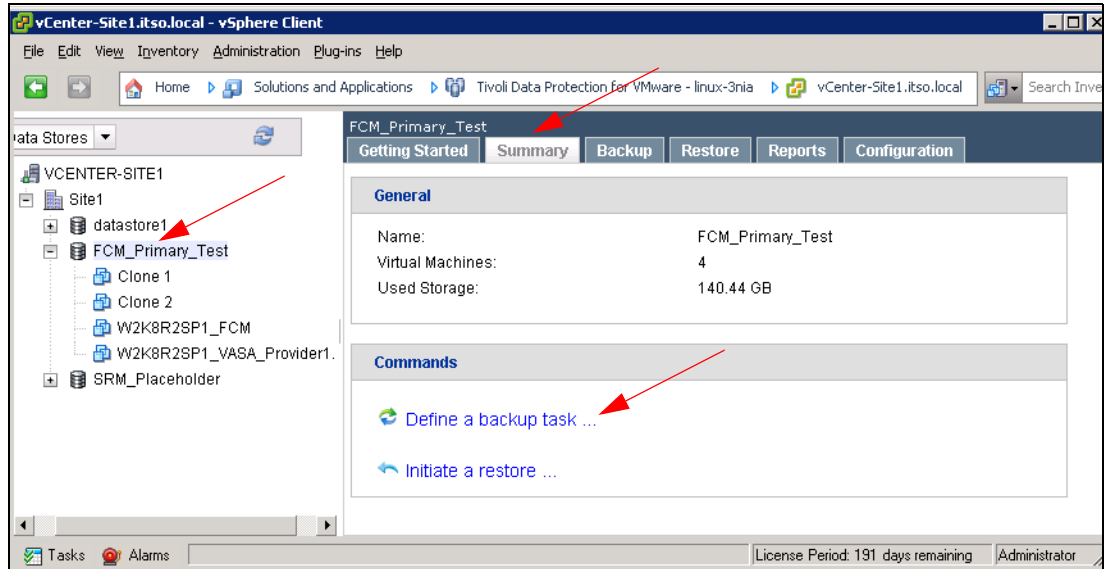 vCenter-Site1.itso.local - vSphere Client
File Edit View Inventory Administration Plug-ins Help
Home Solutions and Applications Tivoli Data Protection for VMware - linux-3nia vCenter-Site1.itso.local Search Inve
ata Stores
VCENTER-SITE1
Site1
datastore1
FCM_Primary_Test
Clone 1
Clone 2
W2K8R2SP1_FCM
W2K8R2SP1_VASA_Provider1.
SRM_Placeholder
FCM_Primary_Test
Getting Started Summary Backup Restore Reports Configuration
General
Name: FCM_Primary_Test
Virtual Machines: 4
Used Storage: 140.44 GB
Commands
Define a backup task ...
Initiate a restore ...
Tasks Alarms License Period: 191 days remaining Administrator